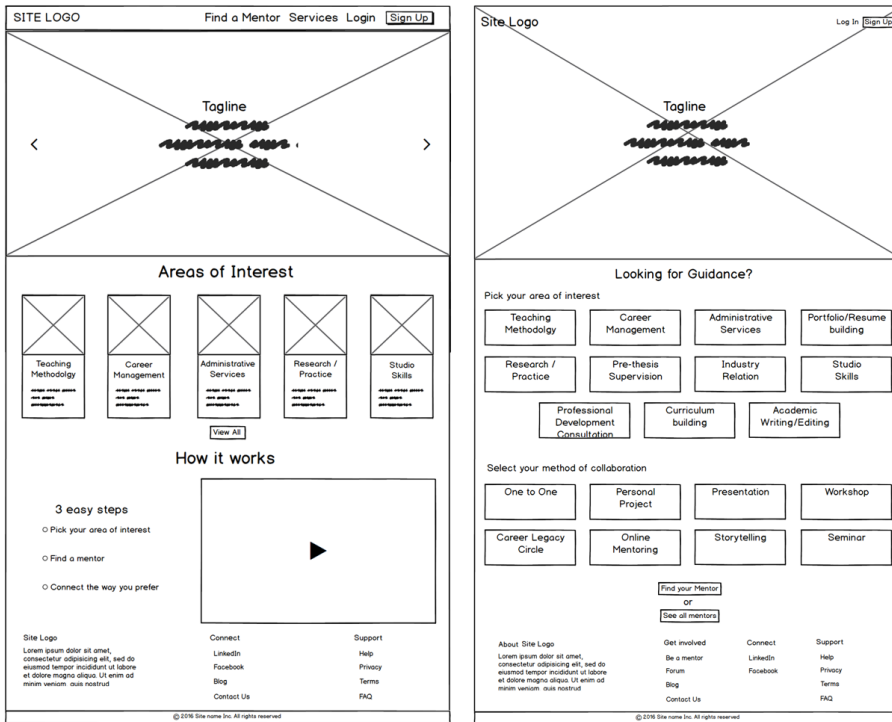 SITE LOGO
Find a Mentor Services Login Sign Up
Tagline
Areas of Interest
Teaching
Methodolgy
Career
Management
Administrative
Services
Research /
Practice
Studio
Skills
View All
How it works
3 easy steps
Pick your area of interest
Find a mentor
Connect the way you prefer
Site Logo
Lorem ipsum dolor sit amet,
consectetur adipisicing elit, sed do
eiusmod tempor incididunt ut labore
et dolore magna aliqua. Ut enim ad
minim veniam quis nostrud
Connect
LinkedIn
Facebook
Blog
Contact Us
Support
Help
Privacy
Terms
FAQ
© 2016 Site name Inc. All rights reserved
Site Logo
Log In Sign Up
Tagline
Looking for Guidance?
Pick your area of interest
Teaching
Methodolgy
Career
Management
Administrative
Services
Portfolio/Resume
building
Research /
Practice
Pre-thesis
Supervision
Industry
Relation
Studio
Skills
Professional
Development
Consultation
Curriculum
building
Academic
Writing/Editing
Select your method of collaboration
One to One
Personal
Project
Presentation
Workshop
Career Legacy
Circle
Online
Mentoring
Storytelling
Seminar
Find your Mentor
or
See all mentors
About Site Logo
Lorem ipsum dolor sit amet,
consectetur adipisicing elit, sed do
eiusmod tempor incididunt ut labore
et dolore magna aliqua. Ut enim ad
minim veniam, quis nostrud
Get involved
Be a mentor
Forum
Blog
Contact Us
Connect
LinkedIn
Facebook
Support
Help
Privacy
Terms
FAQ
© 2016 Site name Inc. All rights reserved